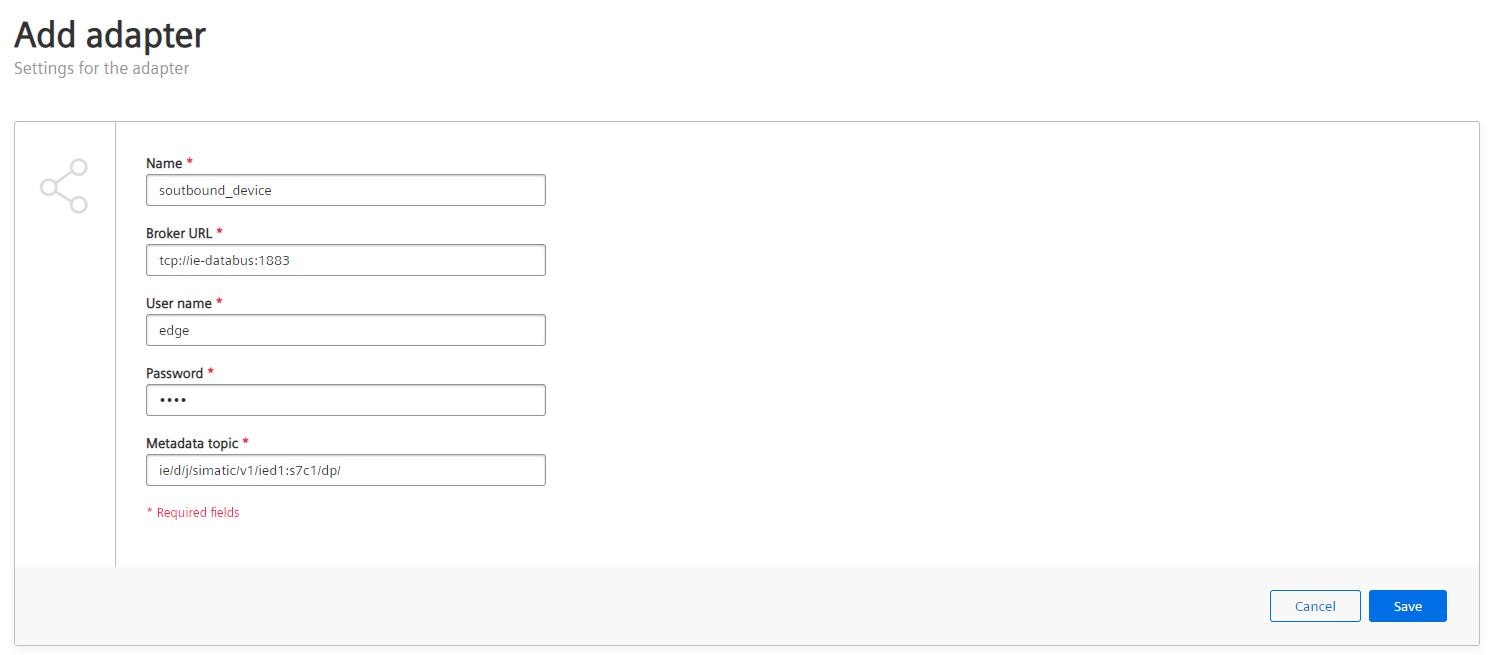 Add adapter
Settings for the adapter
Name *
soutbound_device
Broker URL *
tcp://ie-databus:1883
User name *
edge
Password *
••••
Metadata topic *
ie/d/j/simatic/v1/ied1:s7c1/dp/
* Required fields
Cancel Save